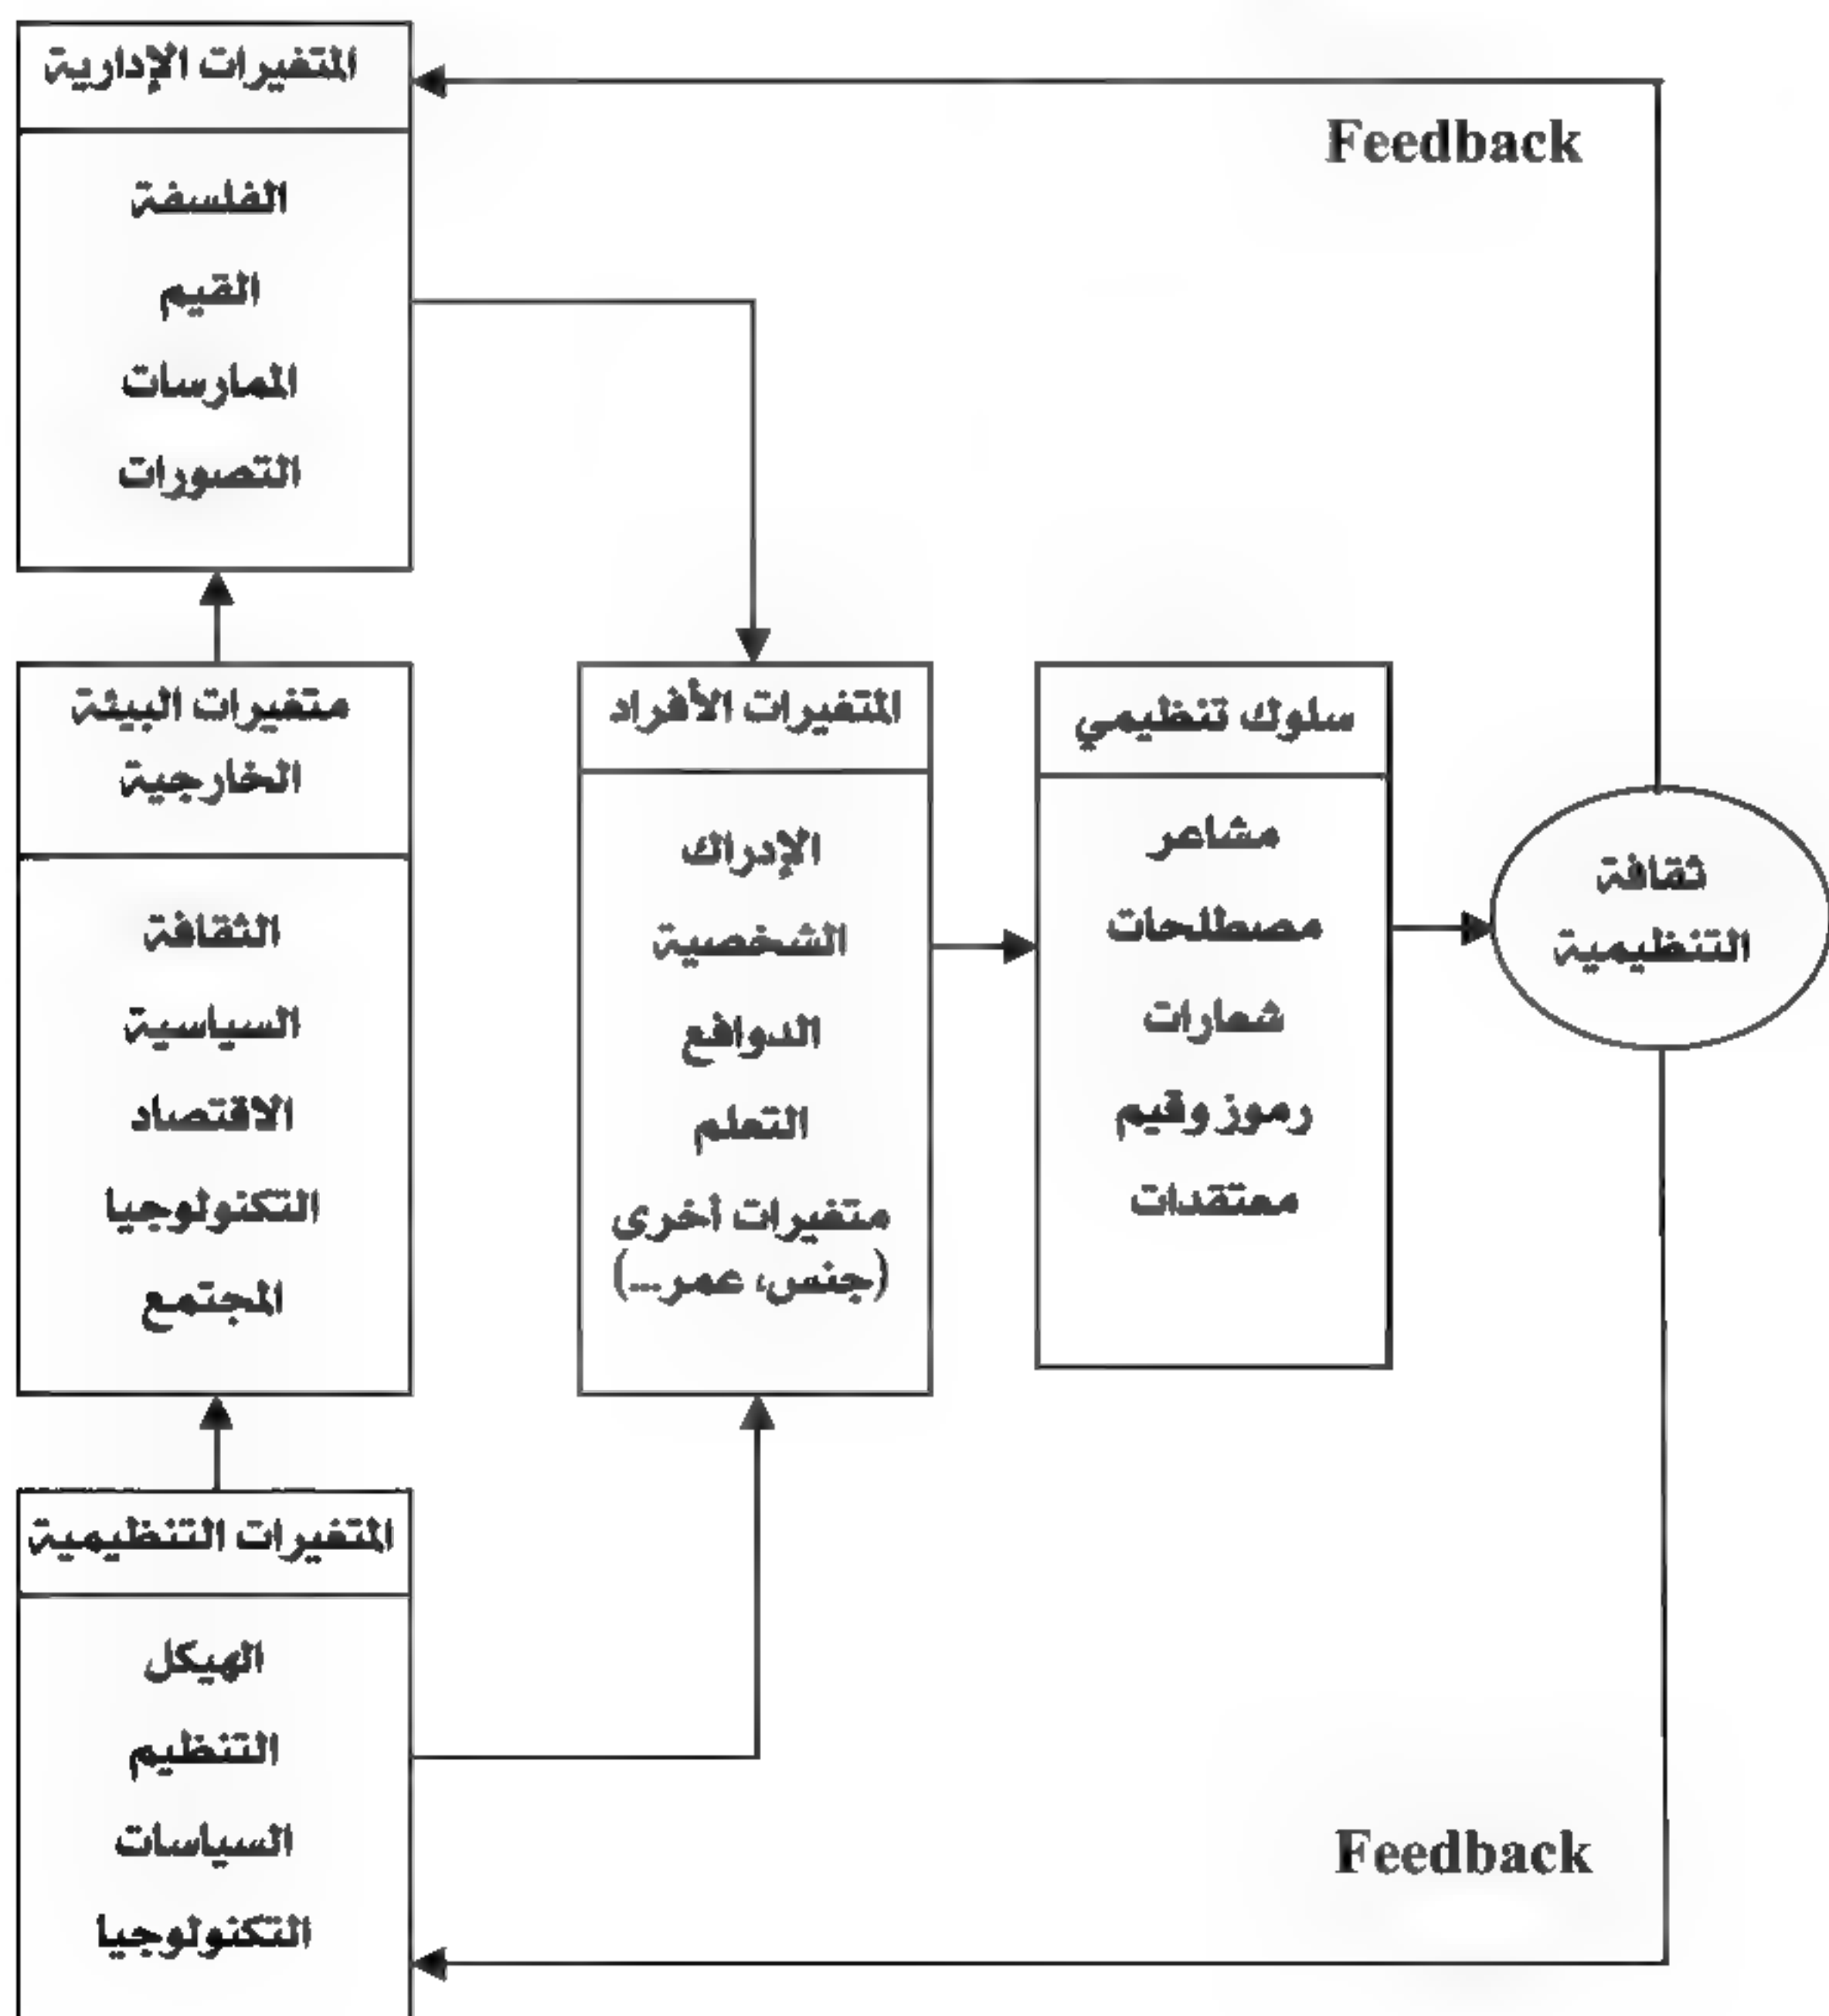 المتغيرات الإدارية
الفلسفة
القيم
الممارسات
التصورات
Feedback
متغيرات البيئة
الخارجية
الثقافة
السياسية
الاقتصاد
التكنولوجيا
المجتمع
المتغيرات الأفراد
الإدراك
الشخصية
الدوافع
التعلم
متغيرات أخرى
(جنس، عمر...)
سلوك تنظيمي
مشاعر
مصطلحات
شعارات
رموز وقيم
معتقدات
ثقافة
التنظيمية
المتغيرات التنظيمية
الهيكل
التنظيم
السياسات
التكنولوجيا
Feedback